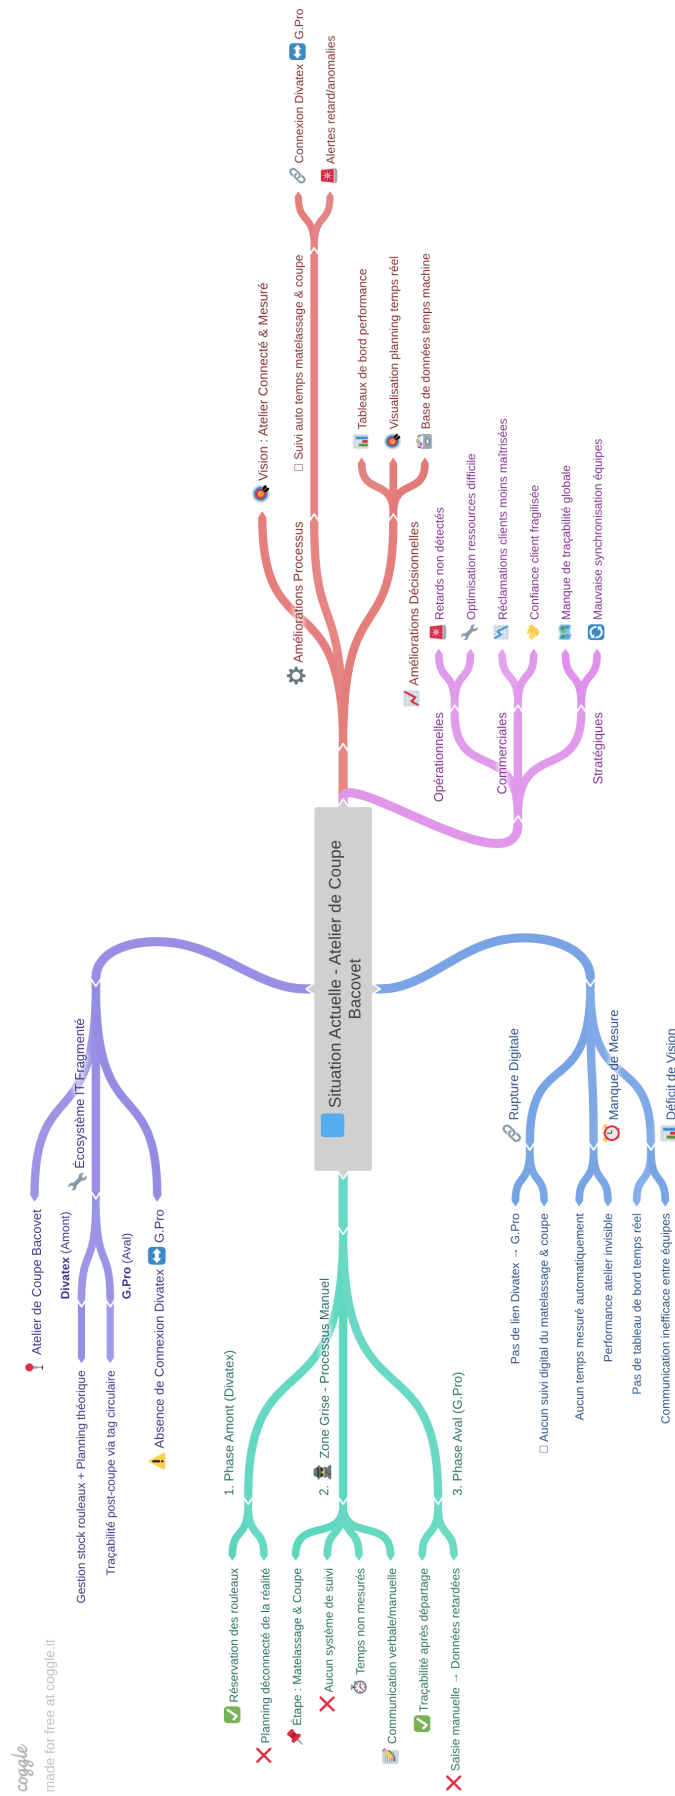 Situation Actuelle - Atelier de Coupe
Bacovet
Écosystème IT Fragmenté
Atelier de Coupe Bacovet
Divatex (Amont)
Gestion stock rouleaux + Planning théorique
G.Pro (Aval)
Traçabilité post-coupe via tag circulaire
Absence de Connexion Divatex ↔ G.Pro
1. Phase Amont (Divatex)
Réservation des rouleaux
Planning déconnecté de la réalité
2. Zone Grise - Processus Manuel
Étape : Matelassage & Coupe
Aucun système de suivi
Temps non mesurés
Communication verbale/manuelle
3. Phase Aval (G.Pro)
Traçabilité après départage
Saisie manuelle → Données retardées
Rupture Digitale
Pas de lien Divatex → G.Pro
Aucun suivi digital du matelassage & coupe
Manque de Mesure
Aucun temps mesuré automatiquement
Performance atelier invisible
Déficit de Vision
Pas de tableau de bord temps réel
Communication inefficace entre équipes
Vision : Atelier Connecté & Mesuré
Améliorations Processus
Suivi auto temps matelassage & coupe
Connexion Divatex ↔ G.Pro
Alertes retard/anomalies
Améliorations Décisionnelles
Tableaux de bord performance
Visualisation planning temps réel
Base de données temps machine
Opérationnelles
Retards non détectés
Optimisation ressources difficile
Commerciales
Réclamations clients moins maîtrisées
Confiance client fragilisée
Stratégiques
Manque de traçabilité globale
Mauvaise synchronisation équipes
coggle
made for free at coggle.it